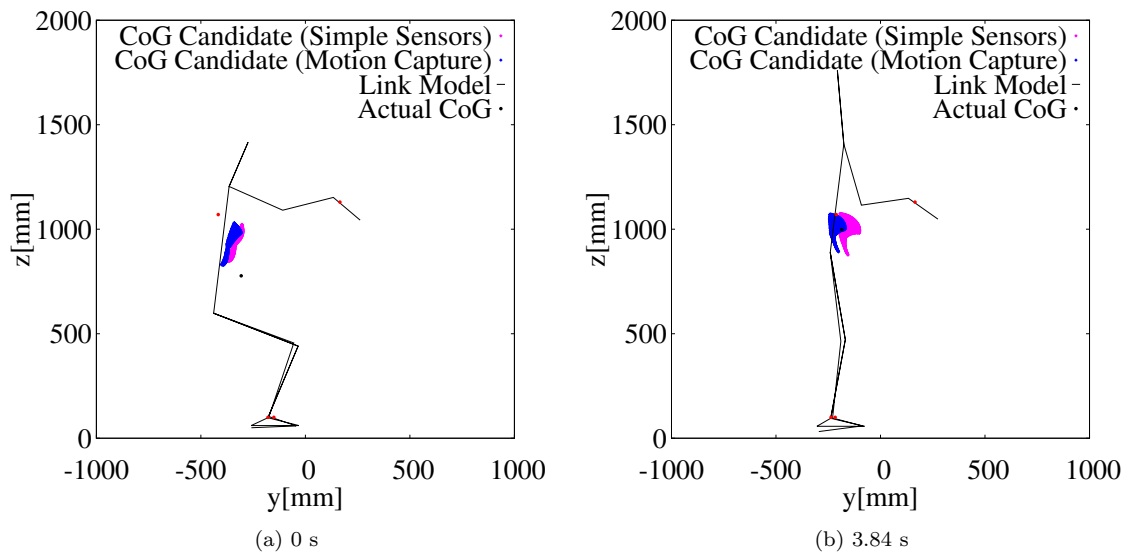 2000
CoG Candidate (Simple Sensors)
CoG Candidate (Motion Capture)
Link Model
Actual CoG
1500
1000
500
0
z[mm]
-1000
-500
0
500
1000
y[mm]
(a) 0 s
2000
CoG Candidate (Simple Sensors)
CoG Candidate (Motion Capture)
Link Model
Actual CoG
1500
1000
500
0
z[mm]
-1000
-500
0
500
1000
y[mm]
(b) 3.84 s